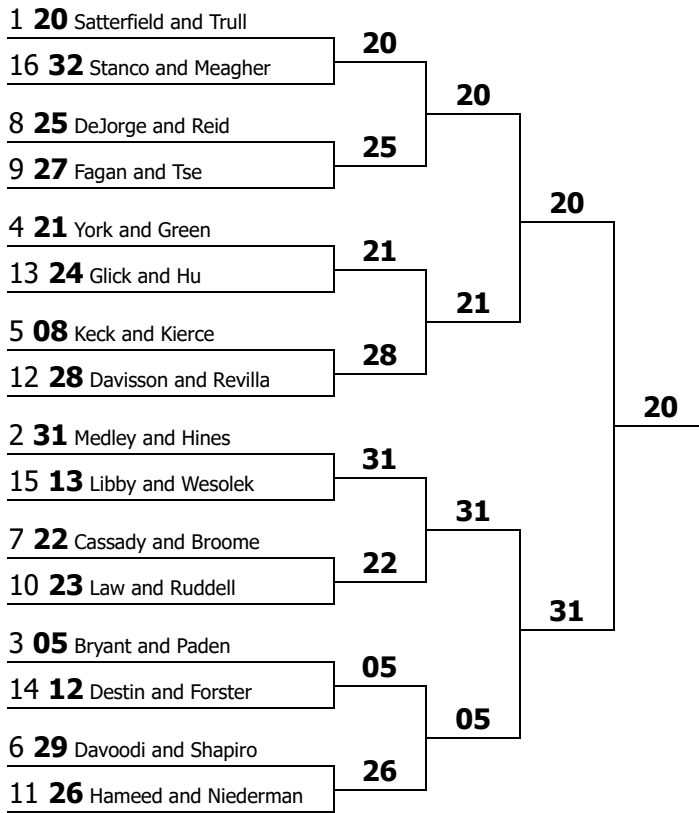 1 20 Satterfield and Trull
20
16 32 Stanco and Meagher
20
8 25 DeJorge and Reid
25
9 27 Fagan and Tse
20
4 21 York and Green
21
13 24 Glick and Hu
21
5 08 Keck and Kierce
28
12 28 Davisson and Revilla
20
2 31 Medley and Hines
31
15 13 Libby and Wesolek
31
7 22 Cassady and Broome
22
10 23 Law and Ruddell
31
3 05 Bryant and Paden
05
14 12 Destin and Forster
05
6 29 Davoodi and Shapiro
26
11 26 Hameed and Niederman